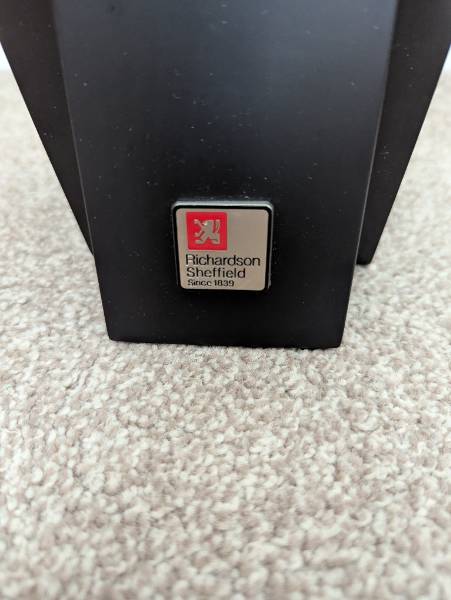 Richardson
Sheffield
Since 1839